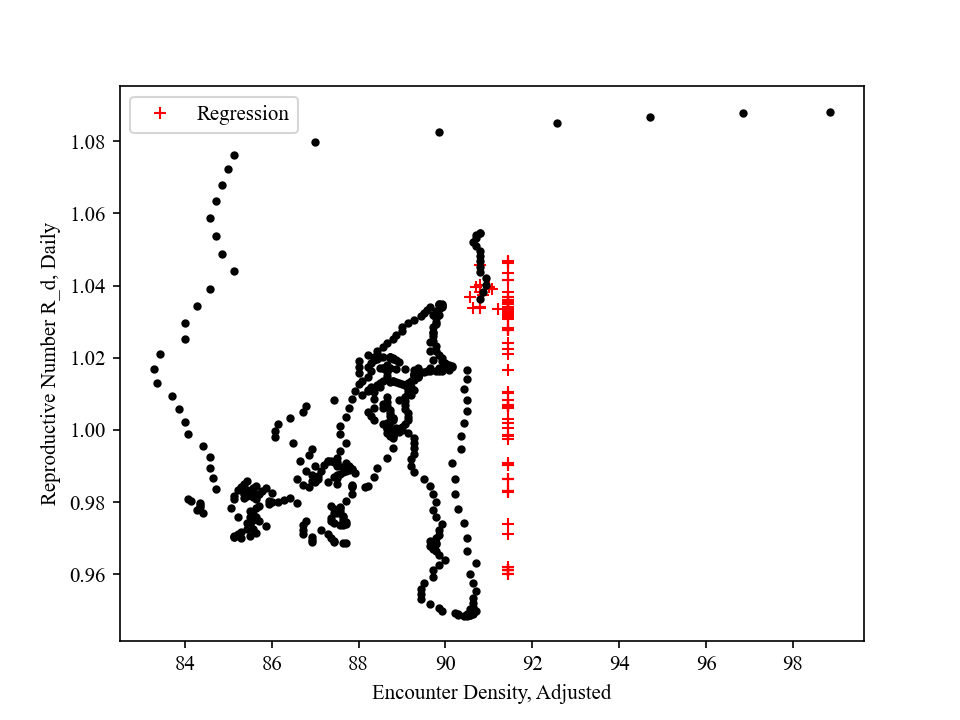 Regression
1.08
1.06
1.04
1.02
1.00
0.98
0.96
Reproductive Number R_d, Daily
84 86 88 90 92 94 96 98
Encounter Density, Adjusted